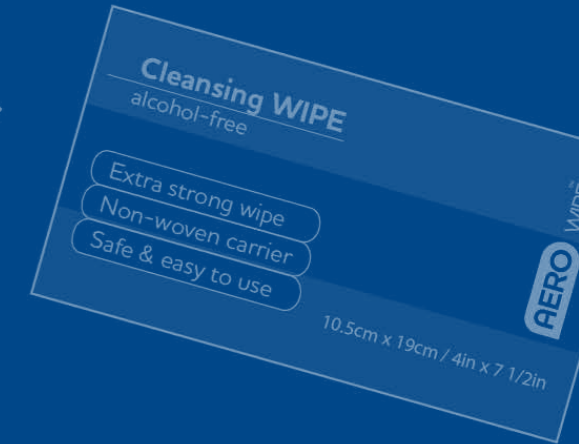 Cleansing WIPE
alcohol-free
Extra strong wipe
Non-woven carrier
Safe & easy to use
10.5cm x 19cm / 4in x 7 1/2in
AERO